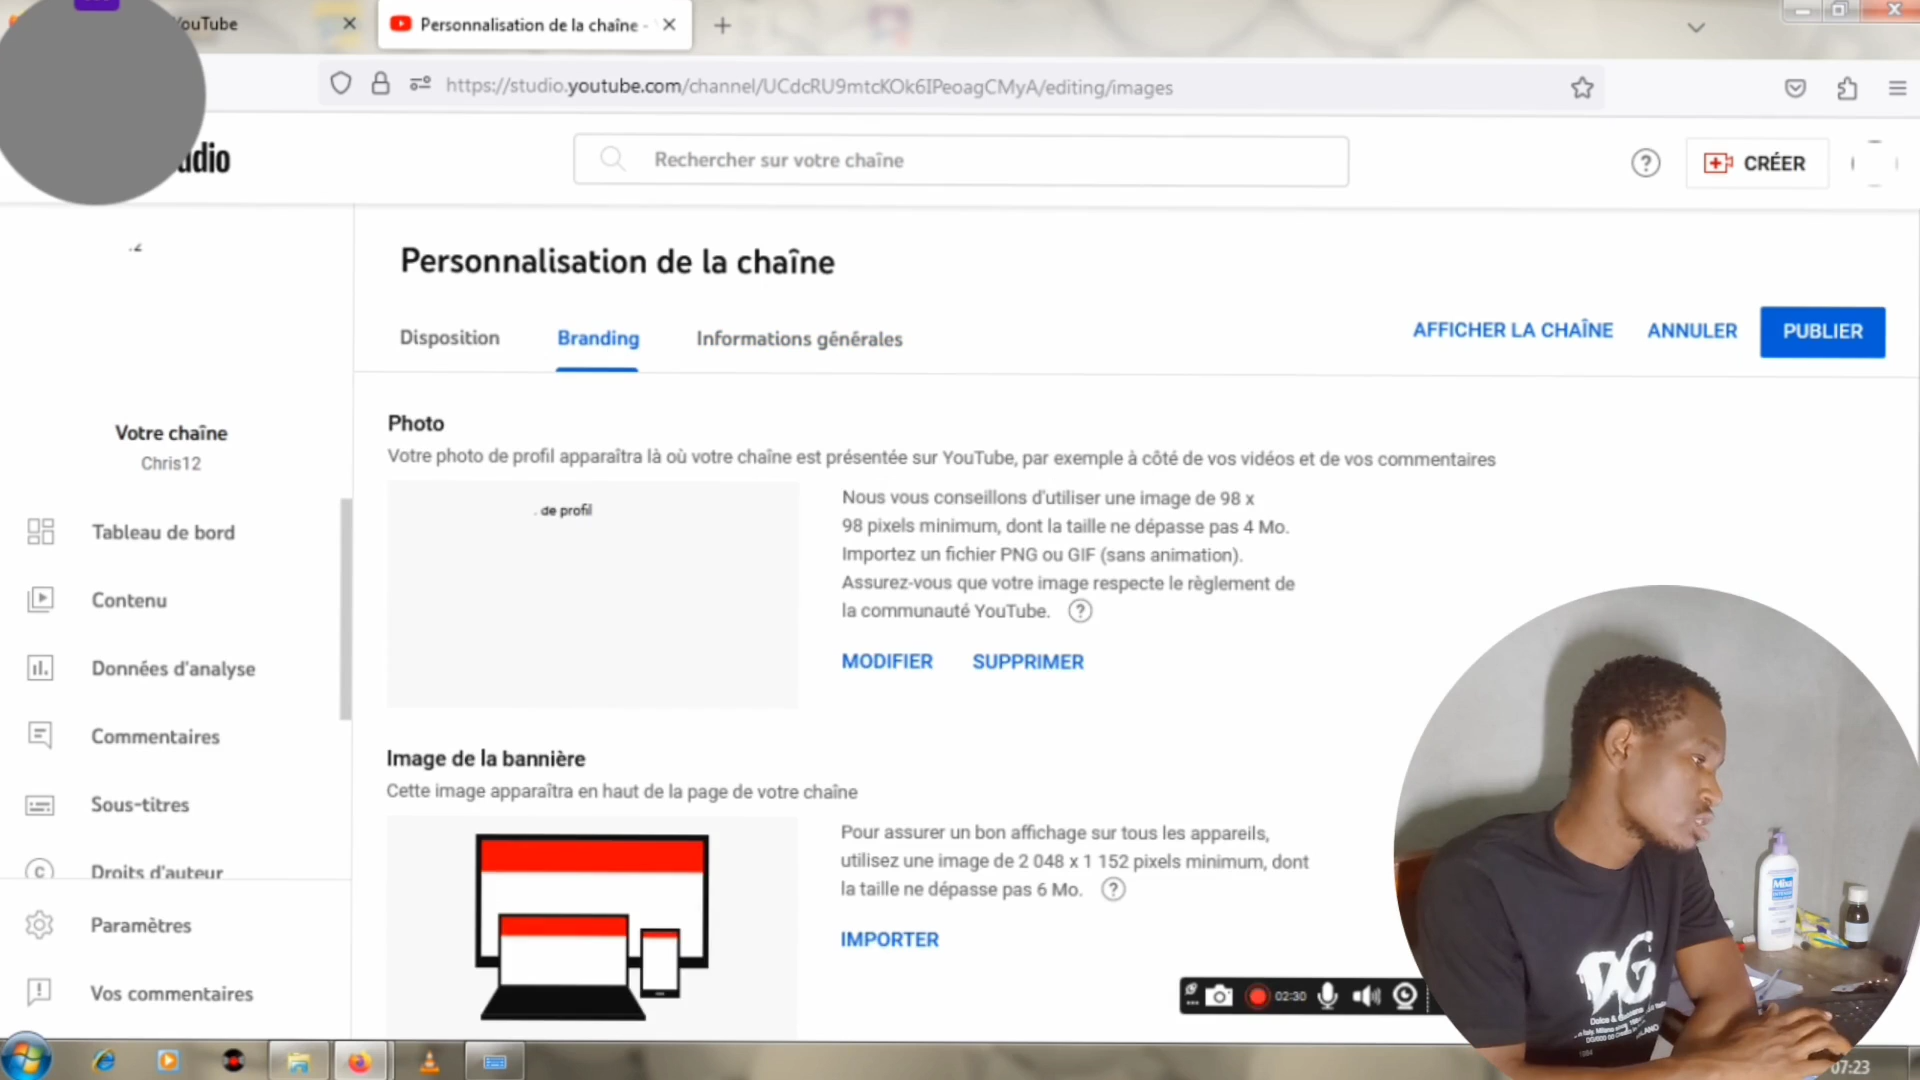 YouTube
Personnalisation de la chaîne -
https://studio.youtube.com/channel/UCdcRU9mtcKOk6IPeoagCMyA/editing/images
Rechercher sur votre chaîne
CRÉER
Personnalisation de la chaîne
Disposition
Branding
Informations générales
AFFICHER LA CHAÎNE
ANNULER
PUBLIER
Votre chaîne
Chris12
Tableau de bord
Contenu
Données d'analyse
Commentaires
Sous-titres
Droits d'auteur
Paramètres
Vos commentaires
Photo
Votre photo de profil apparaîtra là où votre chaîne est présentée sur YouTube, par exemple à côté de vos vidéos et de vos commentaires
de profil
Nous vous conseillons d'utiliser une image de 98 x
98 pixels minimum, dont la taille ne dépasse pas 4 Mo.
Importez un fichier PNG ou GIF (sans animation).
Assurez-vous que votre image respecte le règlement de
la communauté YouTube.
MODIFIER
SUPPRIMER
Image de la bannière
Cette image apparaîtra en haut de la page de votre chaîne
Pour assurer un bon affichage sur tous les appareils,
utilisez une image de 2 048 x 1 152 pixels minimum, dont
la taille ne dépasse pas 6 Mo.
IMPORTER
02:30
Mixa
DG
07:23